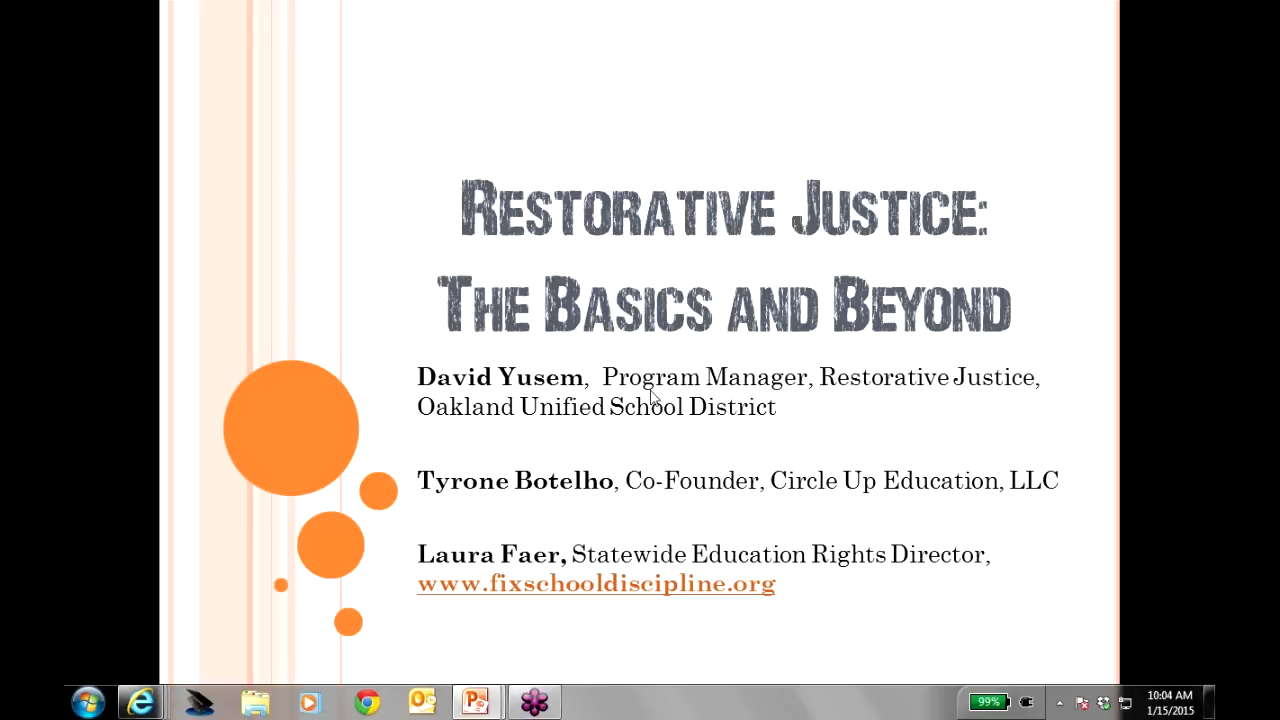 Restorative Justice:
The Basics and Beyond
David Yusem, Program Manager, Restorative Justice,
Oakland Unified School District
Tyrone Botelho, Co-Founder, Circle Up Education, LLC
Laura Faer, Statewide Education Rights Director,
www.fixschooldiscipline.org
99%
10:04 AM
1/15/2015